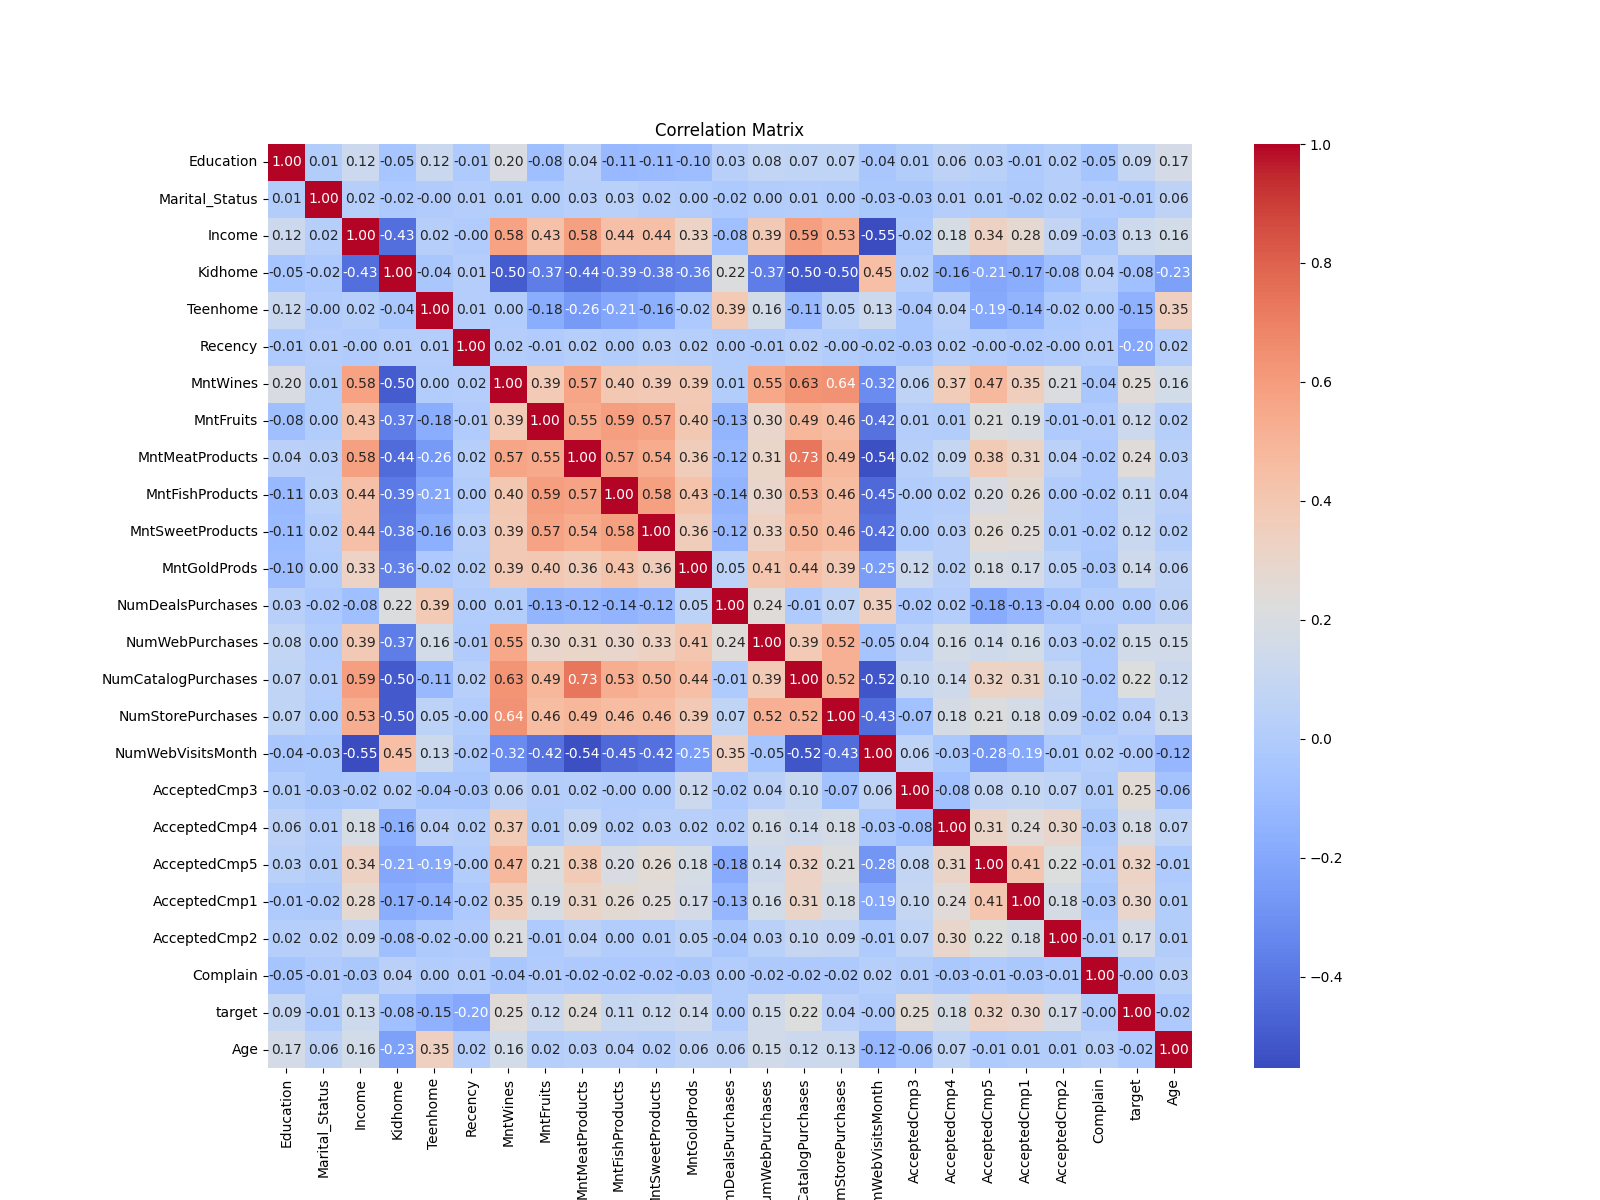 Correlation Matrix
Education 1.00 0.01 0.12 -0.05 0.12 -0.01 0.20 -0.08 0.04 -0.11 -0.11 -0.10 0.03 0.08 0.07 0.07 -0.04 0.01 0.06 0.03 -0.01 0.02 -0.05 0.09 0.17
Marital_Status 0.01 1.00 0.02 -0.02 -0.00 0.01 0.01 0.00 0.03 0.03 0.02 0.00 -0.02 0.00 0.01 0.00 -0.03 -0.03 0.01 0.01 -0.02 0.02 -0.01 -0.01 0.06
Income 0.12 0.02 1.00 -0.43 0.02 -0.00 0.58 0.43 0.58 0.44 0.44 0.33 -0.08 0.39 0.59 0.53 -0.55 -0.02 0.18 0.34 0.28 0.09 -0.03 0.13 0.16
Kidhome -0.05 -0.02 -0.43 1.00 -0.04 0.01 -0.50 -0.37 -0.44 -0.39 -0.38 -0.36 0.22 -0.37 -0.50 -0.50 0.45 0.02 -0.16 -0.21 -0.17 -0.08 0.04 -0.08 -0.23
Teenhome 0.12 -0.00 0.02 -0.04 1.00 0.01 0.00 -0.18 -0.26 -0.21 -0.16 -0.02 0.39 0.16 -0.11 0.05 0.13 -0.04 0.04 -0.19 -0.14 -0.02 0.00 -0.15 0.35
Recency -0.01 0.01 -0.00 0.01 0.01 1.00 0.02 -0.01 0.02 0.00 0.03 0.02 0.00 -0.01 0.02 -0.00 -0.02 -0.03 0.02 -0.00 -0.02 -0.00 0.01 -0.20 0.02
MntWines 0.20 0.01 0.58 -0.50 0.00 0.02 1.00 0.39 0.57 0.40 0.39 0.39 0.01 0.55 0.63 0.64 -0.32 0.06 0.37 0.47 0.35 0.21 -0.04 0.25 0.16
MntFruits -0.08 0.00 0.43 -0.37 -0.18 -0.01 0.39 1.00 0.55 0.59 0.57 0.40 -0.13 0.30 0.49 0.46 -0.42 0.01 0.01 0.21 0.19 -0.01 -0.01 0.12 0.02
MntMeatProducts 0.04 0.03 0.58 -0.44 -0.26 0.02 0.57 0.55 1.00 0.57 0.54 0.36 -0.12 0.31 0.73 0.49 -0.54 0.02 0.09 0.38 0.31 0.04 -0.02 0.24 0.03
MntFishProducts -0.11 0.03 0.44 -0.39 -0.21 0.00 0.40 0.59 0.57 1.00 0.58 0.43 -0.14 0.30 0.53 0.46 -0.45 -0.00 0.02 0.20 0.26 0.00 -0.02 0.11 0.04
MntSweetProducts -0.11 0.02 0.44 -0.38 -0.16 0.03 0.39 0.57 0.54 0.58 1.00 0.36 -0.12 0.33 0.50 0.46 -0.42 0.00 0.03 0.26 0.25 0.01 -0.02 0.12 0.02
MntGoldProds -0.10 0.00 0.33 -0.36 -0.02 0.02 0.39 0.40 0.36 0.43 0.36 1.00 0.05 0.41 0.44 0.39 -0.25 0.12 0.02 0.18 0.17 0.05 -0.03 0.14 0.06
NumDealsPurchases 0.03 -0.02 -0.08 0.22 0.39 0.00 0.01 -0.13 -0.12 -0.14 -0.12 0.05 1.00 0.24 -0.01 0.07 0.35 -0.02 0.02 -0.18 -0.13 -0.04 0.00 0.00 0.06
NumWebPurchases 0.08 0.00 0.39 -0.37 0.16 -0.01 0.55 0.30 0.31 0.30 0.33 0.41 0.24 1.00 0.39 0.52 -0.05 0.04 0.16 0.14 0.16 0.03 -0.02 0.15 0.15
NumCatalogPurchases 0.07 0.01 0.59 -0.50 -0.11 0.02 0.63 0.49 0.73 0.53 0.50 0.44 -0.01 0.39 1.00 0.52 -0.52 0.10 0.14 0.32 0.31 0.10 -0.02 0.22 0.12
NumStorePurchases 0.07 0.00 0.53 -0.50 0.05 -0.00 0.64 0.46 0.49 0.46 0.46 0.39 0.07 0.52 0.52 1.00 -0.43 -0.07 0.18 0.21 0.18 0.09 -0.02 0.04 0.13
NumWebVisitsMonth -0.04 -0.03 -0.55 0.45 0.13 -0.02 -0.32 -0.42 -0.54 -0.45 -0.42 -0.25 0.35 -0.05 -0.52 -0.43 1.00 0.06 -0.03 -0.28 -0.19 -0.01 0.02 -0.00 -0.12
AcceptedCmp3 0.01 -0.03 -0.02 0.02 -0.04 -0.03 0.06 0.01 0.02 -0.00 0.00 0.12 -0.02 0.04 0.10 -0.07 0.06 1.00 -0.08 0.08 0.10 0.07 0.01 0.25 -0.06
AcceptedCmp4 0.06 0.01 0.18 -0.16 0.04 0.02 0.37 0.01 0.09 0.02 0.03 0.02 0.02 0.16 0.14 0.18 -0.03 -0.08 1.00 0.31 0.24 0.30 -0.03 0.18 0.07
AcceptedCmp5 0.03 0.01 0.34 -0.21 -0.19 -0.00 0.47 0.21 0.38 0.20 0.26 0.18 -0.18 0.14 0.32 0.21 -0.28 0.08 0.31 1.00 0.41 0.22 -0.01 0.32 -0.01
AcceptedCmp1 -0.01 -0.02 0.28 -0.17 -0.14 -0.02 0.35 0.19 0.31 0.26 0.25 0.17 -0.13 0.16 0.31 0.18 -0.19 0.10 0.24 0.41 1.00 0.18 -0.03 0.30 0.01
AcceptedCmp2 0.02 0.02 0.09 -0.08 -0.02 -0.00 0.21 -0.01 0.04 0.00 0.01 0.05 -0.04 0.03 0.10 0.09 -0.01 0.07 0.30 0.22 0.18 1.00 -0.01 0.17 0.01
Complain -0.05 -0.01 -0.03 0.04 0.00 0.01 -0.04 -0.01 -0.02 -0.02 -0.02 -0.03 0.00 -0.02 -0.02 -0.02 0.02 0.01 -0.03 -0.01 -0.03 -0.01 1.00 -0.00 0.03
target 0.09 -0.01 0.13 -0.08 -0.15 -0.20 0.25 0.12 0.24 0.11 0.12 0.14 0.00 0.15 0.22 0.04 -0.00 0.25 0.18 0.32 0.30 0.17 -0.00 1.00 -0.02
Age 0.17 0.06 0.16 -0.23 0.35 0.02 0.16 0.02 0.03 0.04 0.02 0.06 0.06 0.15 0.12 0.13 -0.12 -0.06 0.07 -0.01 0.01 0.01 0.03 -0.02 1.00
Education
Marital_Status
Income
Kidhome
Teenhome
Recency
MntWines
MntFruits
MntMeatProducts
MntFishProducts
ntSweetProducts
MntGoldProds
mDealsPurchases
umWebPurchases
CatalogPurchases
mStorePurchases
mWebVisitsMonth
AcceptedCmp3
AcceptedCmp4
AcceptedCmp5
AcceptedCmp1
AcceptedCmp2
Complain
target
Age
1.0
0.8
0.6
0.4
0.2
0.0
−0.2
−0.4